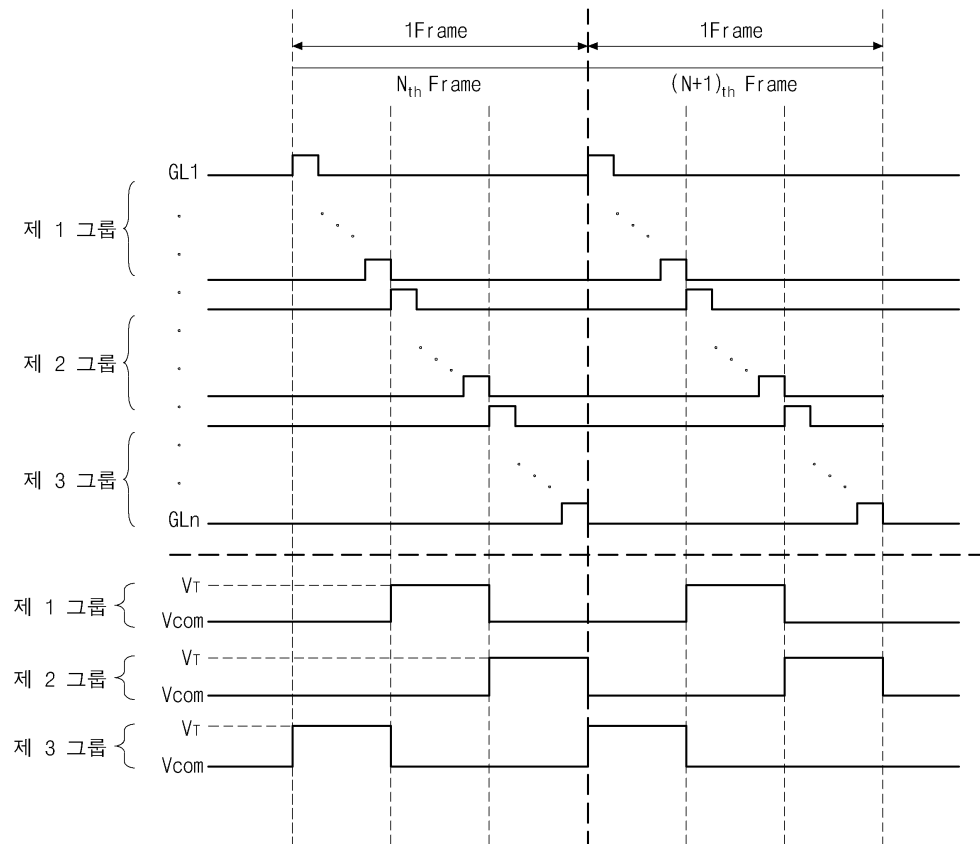 1Frame 1Frame
Nth Frame (N+1)th Frame
GL1
제 1 그룹
제 2 그룹
제 3 그룹
GLn
VT
제 1 그룹
Vcom
VT
제 2 그룹
Vcom
VT
제 3 그룹
Vcom